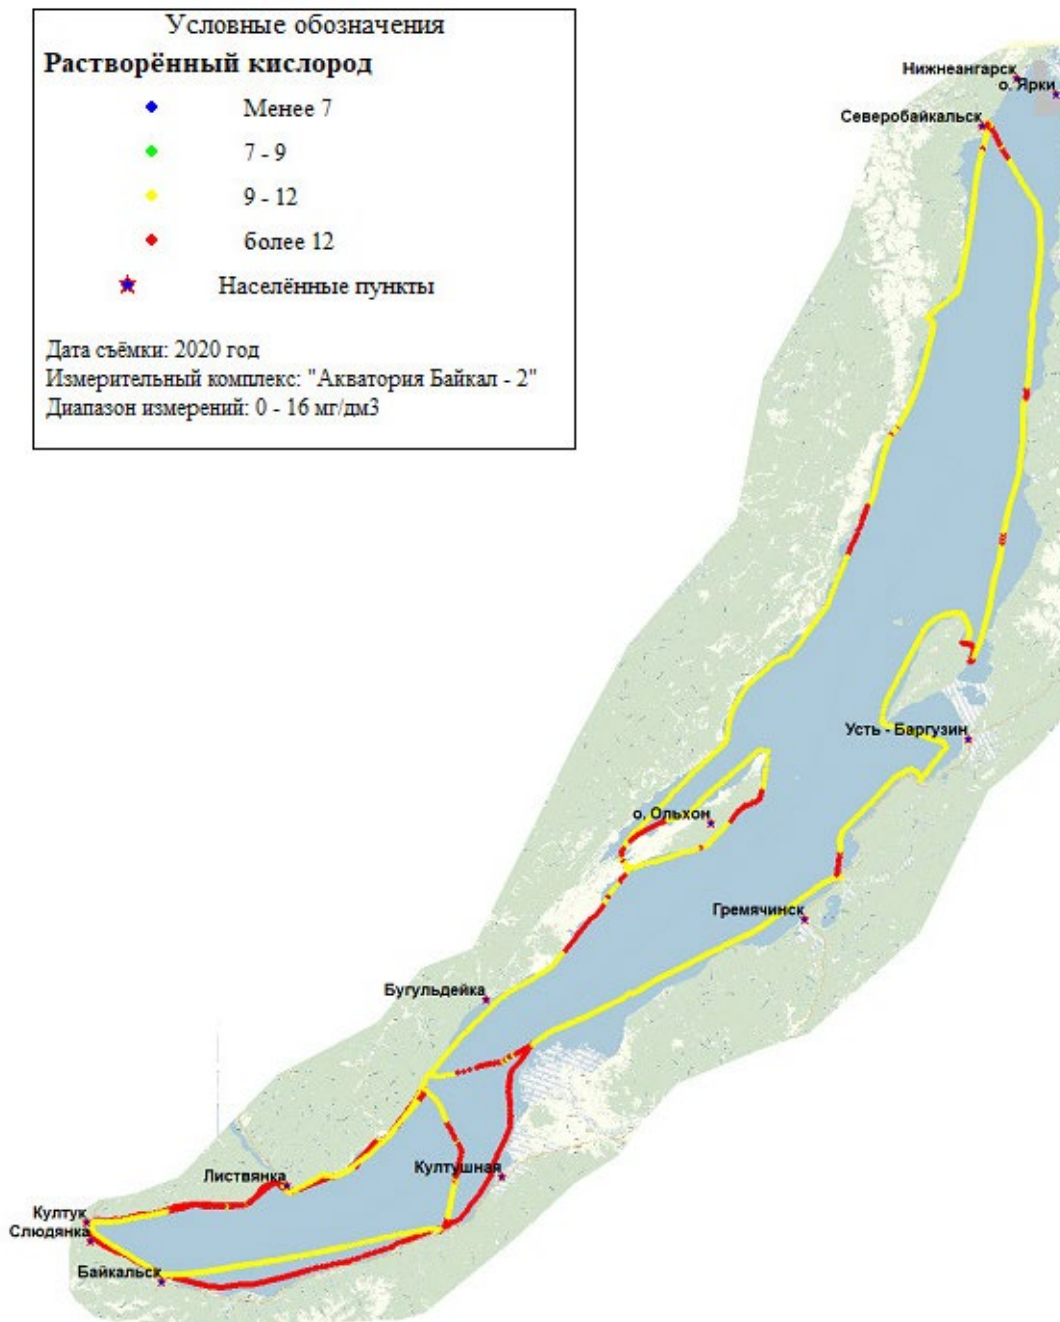 Условные обозначения
Растворённый кислород
Менее 7
7 - 9
9 - 12
более 12
Населённые пункты
Дата съёмки: 2020 год
Измерительный комплекс: "Акватория Байкал - 2"
Диапазон измерений: 0 - 16 мг/дм3
Нижнеангарск
о. Ярки
Северобайкальск
Усть - Баргузин
о. Ольхон
Гремячинск
Бугульдейка
Култушная
Листвянка
Култук
Слюдянка
Байкальск